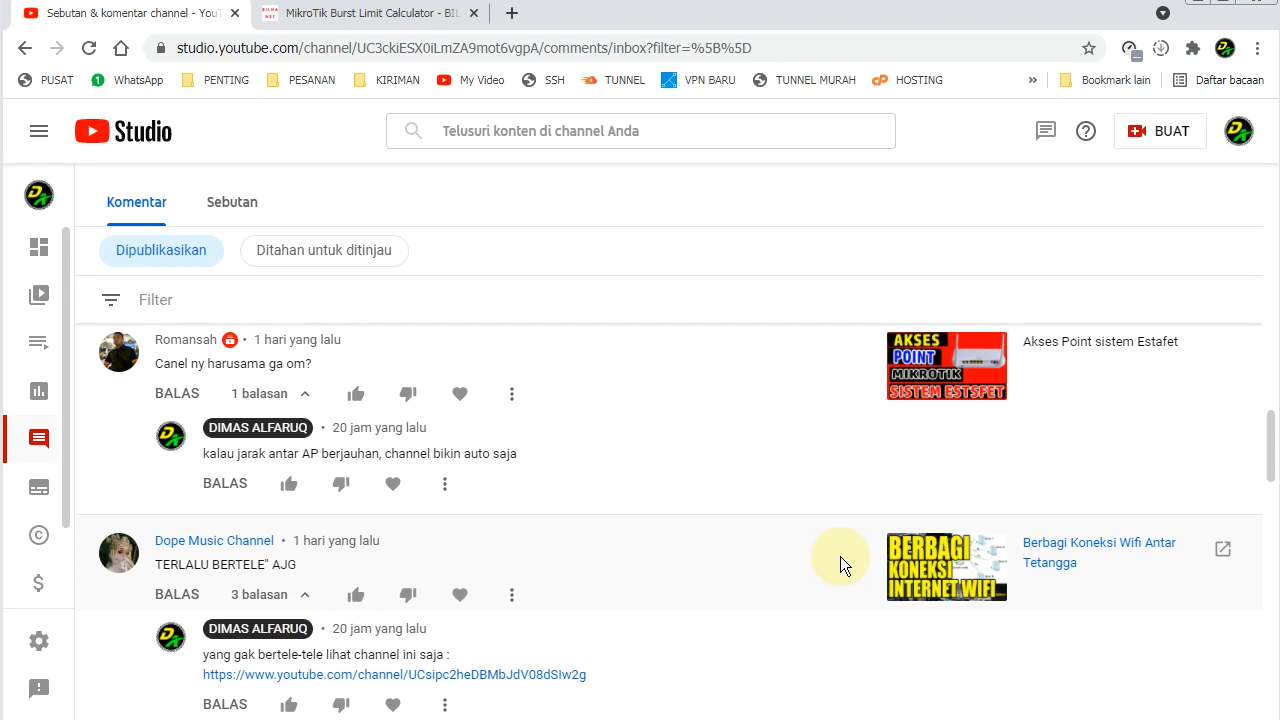 Sebutan & komentar channel - YouT
MikroTik Burst Limit Calculator - BIL
studio.youtube.com/channel/UC3ckiESX0iLmZA9mot6vgpA/comments/inbox?filter=%5B%5D
PUSAT
WhatsApp
PENTING
PESANAN
KIRIMAN
My Video
SSH
TUNNEL
VPN BARU
TUNNEL MURAH
HOSTING
»
Bookmark lain
Daftar bacaan
Studio
Telusuri konten di channel Anda
BUAT
Komentar
Sebutan
Dipublikasikan
Ditahan untuk ditinjau
Filter
Romansah • 1 hari yang lalu
Canel ny harusama ga om?
BALAS
1 balasan
AKSES
POINT
MIKROTIK
SISTEM ESTSFET
Akses Point sistem Estafet
DIMAS ALFARUQ • 20 jam yang lalu
kalau jarak antar AP berjauhan, channel bikin auto saja
BALAS
Dope Music Channel • 1 hari yang lalu
TERLALU BERTELE" AJG
BALAS
3 balasan
BERBAGI
KONEKSI
INTERNET WIFI
Berbagi Koneksi Wifi Antar
Tetangga
DIMAS ALFARUQ • 20 jam yang lalu
yang gak bertele-tele lihat channel ini saja :
https://www.youtube.com/channel/UCsipc2heDBMbJdV08dSIw2g
BALAS